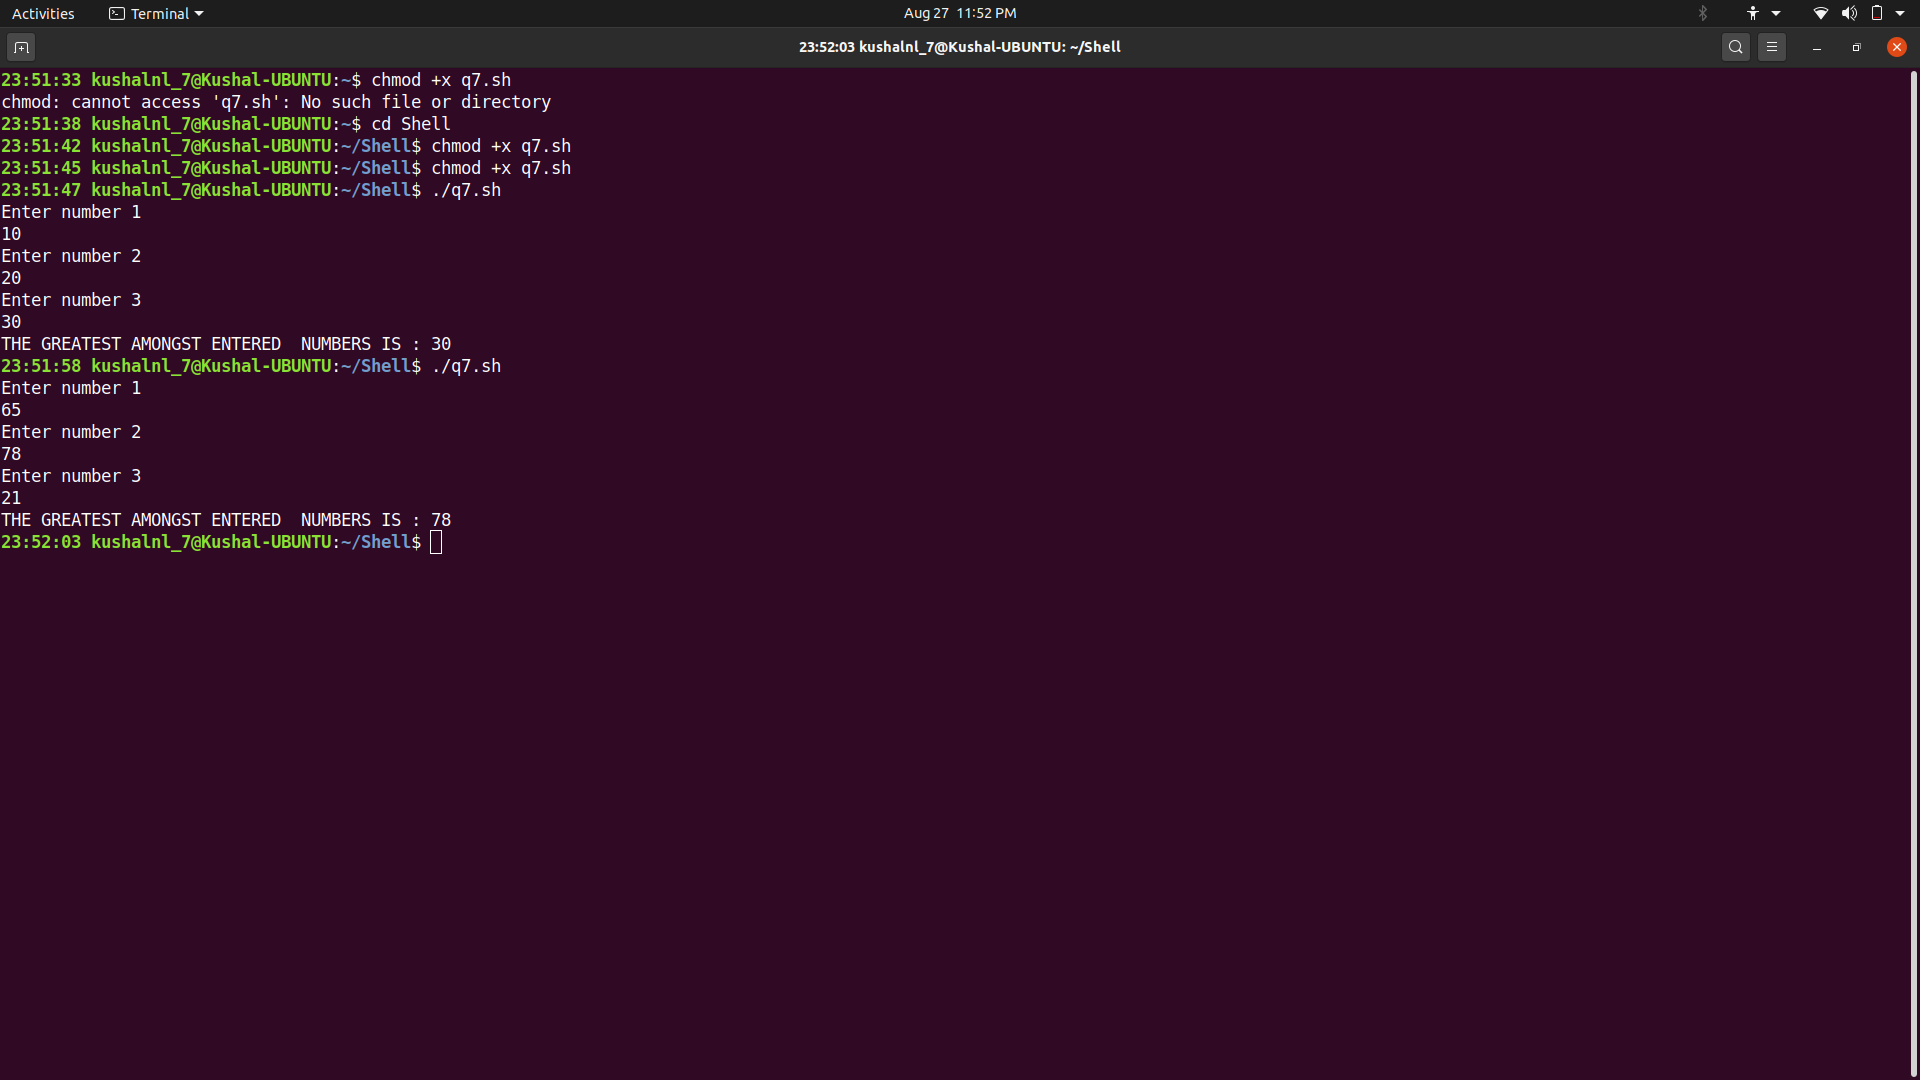 Activities Terminal Aug 27 11:52 PM
23:52:03 kushalnl_7@Kushal-UBUNTU: ~/Shell
23:51:33 kushalnl_7@Kushal-UBUNTU:~$ chmod +x q7.sh
chmod: cannot access 'q7.sh': No such file or directory
23:51:38 kushalnl_7@Kushal-UBUNTU:~$ cd Shell
23:51:42 kushalnl_7@Kushal-UBUNTU:~/Shell$ chmod +x q7.sh
23:51:45 kushalnl_7@Kushal-UBUNTU:~/Shell$ chmod +x q7.sh
23:51:47 kushalnl_7@Kushal-UBUNTU:~/Shell$ ./q7.sh
Enter number 1
10
Enter number 2
20
Enter number 3
30
THE GREATEST AMONGST ENTERED  NUMBERS IS : 30
23:51:58 kushalnl_7@Kushal-UBUNTU:~/Shell$ ./q7.sh
Enter number 1
65
Enter number 2
78
Enter number 3
21
THE GREATEST AMONGST ENTERED  NUMBERS IS : 78
23:52:03 kushalnl_7@Kushal-UBUNTU:~/Shell$